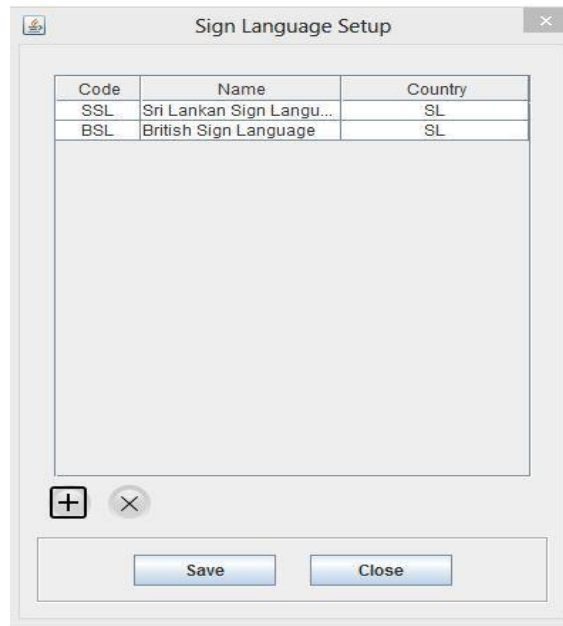 Sign Language Setup
Code Name Country
SSL Sri Lankan Sign Langu... SL
BSL British Sign Language SL
Save Close